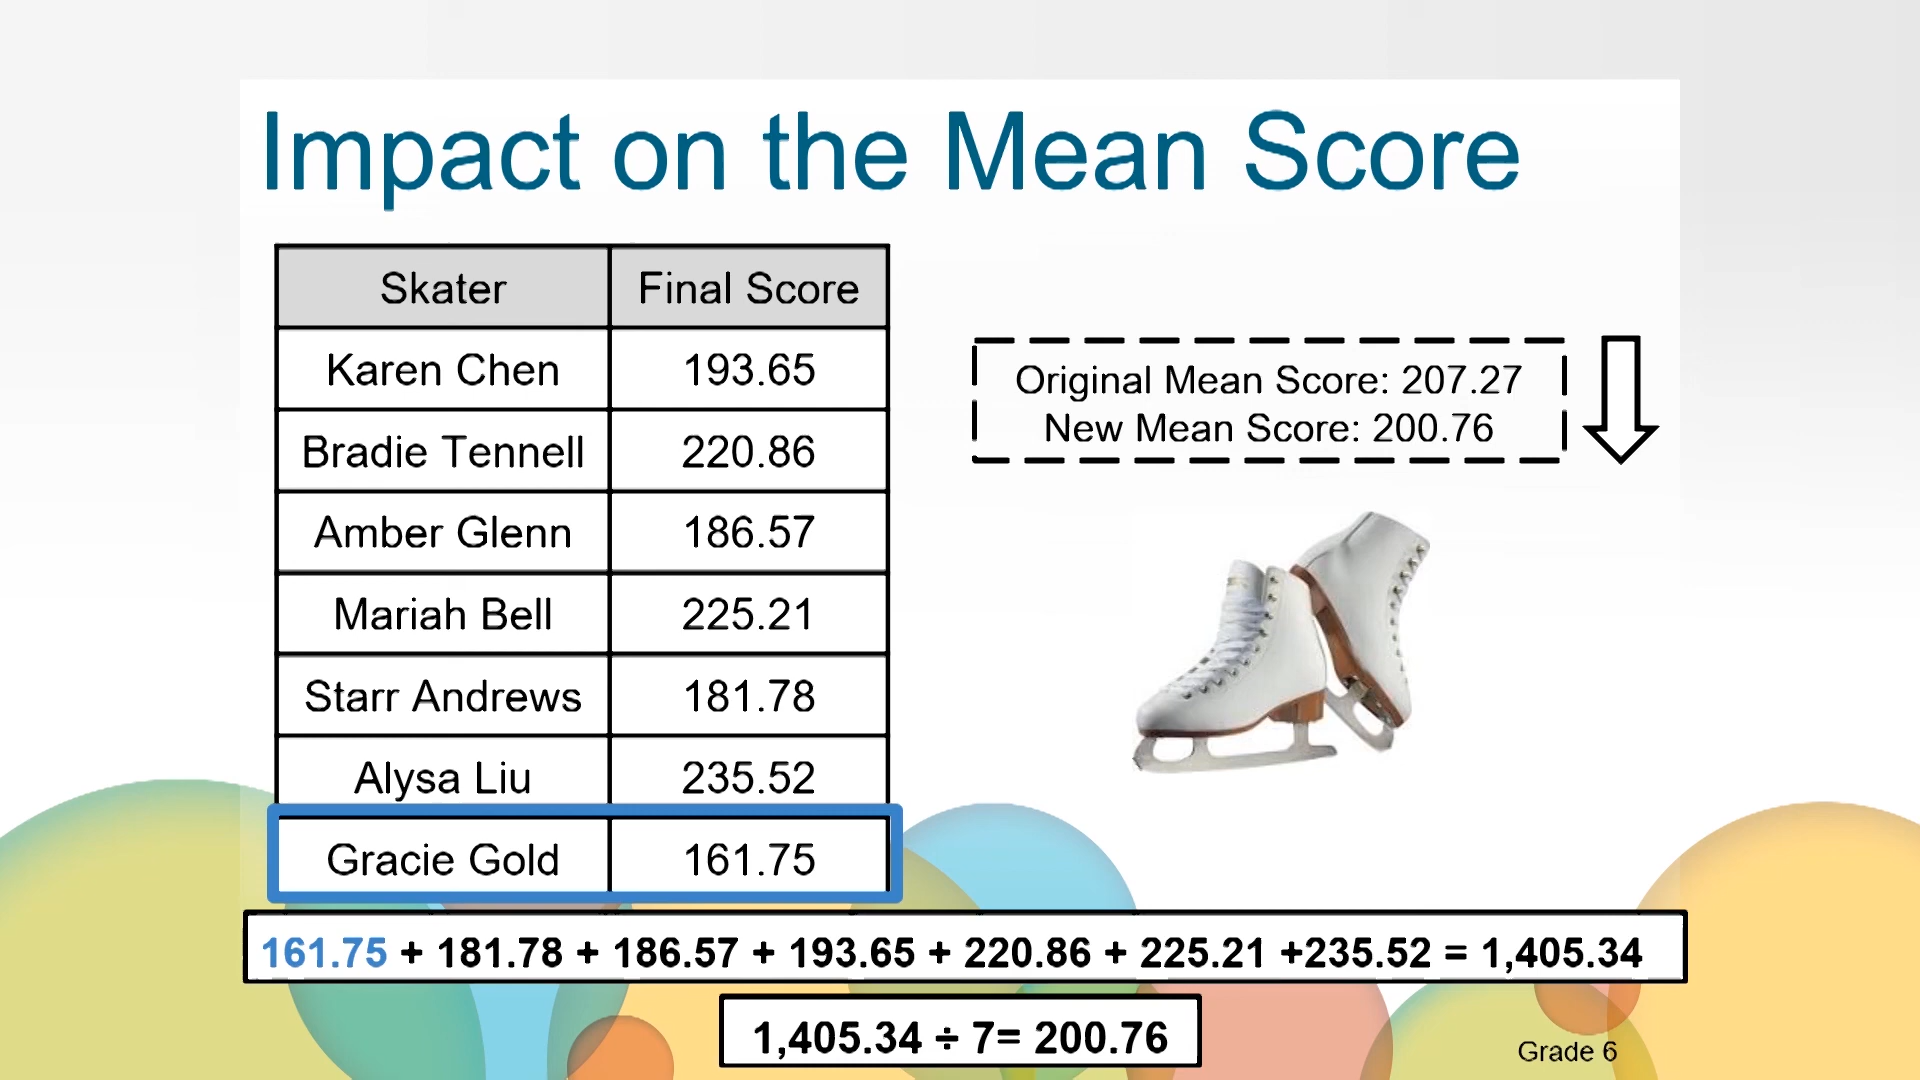 Impact on the Mean Score
Skater Final Score
Karen Chen 193.65
Bradie Tennell 220.86
Amber Glenn 186.57
Mariah Bell 225.21
Starr Andrews 181.78
Alysa Liu 235.52
Gracie Gold 161.75
Original Mean Score: 207.27
New Mean Score: 200.76
161.75 + 181.78 + 186.57 + 193.65 + 220.86 + 225.21 +235.52 = 1,405.34
1,405.34 ÷ 7= 200.76
Grade 6